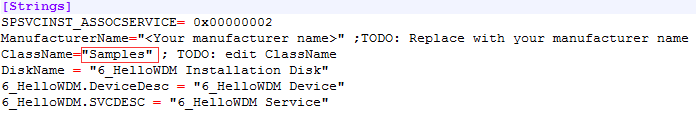 [Strings]
SPSVCINST_ASSOCSERVICE= 0x00000002
ManufacturerName="<Your manufacturer name>" ;TODO: Replace with your manufacturer name
ClassName="Samples" ; TODO: edit ClassName
DiskName = "6_HelloWDM Installation Disk"
6_HelloWDM.DeviceDesc = "6_HelloWDM Device"
6_HelloWDM.SVCDESC = "6_HelloWDM Service"